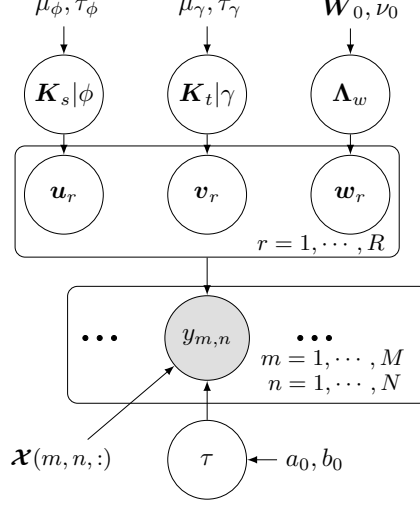 μ_ϕ, τ_ϕ μ_γ, τ_γ W_0, ν_0
K_s|ϕ K_t|γ Λ_w
u_r v_r w_r
r = 1, ⋯ , R
••• y_{m,n} •••
m = 1, ⋯ , M
n = 1, ⋯ , N
𝓧(m, n, :) τ a_0, b_0